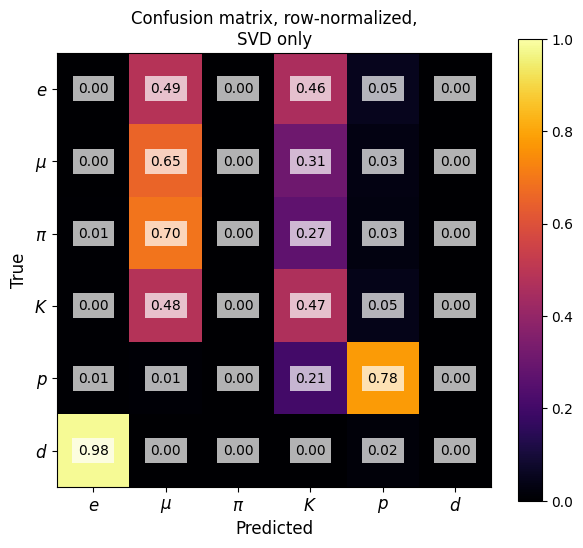 Confusion matrix, row-normalized,
SVD only
True
e 0.00 0.49 0.00 0.46 0.05 0.00
μ 0.00 0.65 0.00 0.31 0.03 0.00
π 0.01 0.70 0.00 0.27 0.03 0.00
K 0.00 0.48 0.00 0.47 0.05 0.00
p 0.01 0.01 0.00 0.21 0.78 0.00
d 0.98 0.00 0.00 0.00 0.02 0.00
e μ π K p d
Predicted
1.0
0.8
0.6
0.4
0.2
0.0